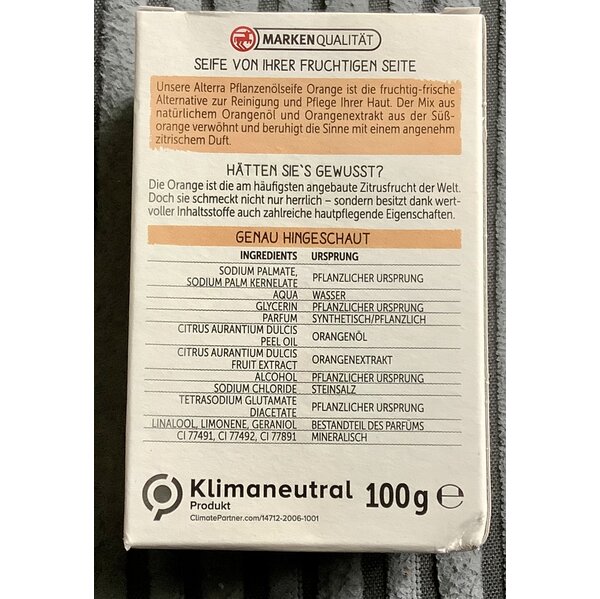 MARKENQUALITÄT
SEIFE VON IHRER FRUCHTIGEN SEITE
Unsere Alterra Pflanzenölseife Orange ist die fruchtig-frische
Alternative zur Reinigung und Pflege Ihrer Haut. Der Mix aus
natürlichem Orangenöl und Orangenextrakt aus der Süß-
orange verwöhnt und beruhigt die Sinne mit einem angenehm
zitrischem Duft.
HÄTTEN SIE`S GEWUSST?
Die Orange ist die am häufigsten angebaute Zitrusfrucht der Welt.
Doch sie schmeckt nicht nur herrlich – sondern besitzt dank wert-
voller Inhaltsstoffe auch zahlreiche hautpflegende Eigenschaften.
GENAU HINGESCHAUT
INGREDIENTS URSPRUNG
SODIUM PALMATE,
SODIUM PALM KERNELATE PFLANZLICHER URSPRUNG
AQUA WASSER
GLYCERIN PFLANZLICHER URSPRUNG
PARFUM SYNTHETISCH/PFLANZLICH
CITRUS AURANTIUM DULCIS
PEEL OIL ORANGENÖL
CITRUS AURANTIUM DULCIS
FRUIT EXTRACT ORANGENEXTRAKT
ALCOHOL PFLANZLICHER URSPRUNG
SODIUM CHLORIDE STEINSALZ
TETRASODIUM GLUTAMATE
DIACETATE PFLANZLICHER URSPRUNG
LINALOOL, LIMONENE, GERANIOL BESTANDTEIL DES PARFÜMS
CI 77491, CI 77492, CI 77891 MINERALISCH
Klimaneutral 100g ℮
Produkt
ClimatePartner.com/14712-2006-1001